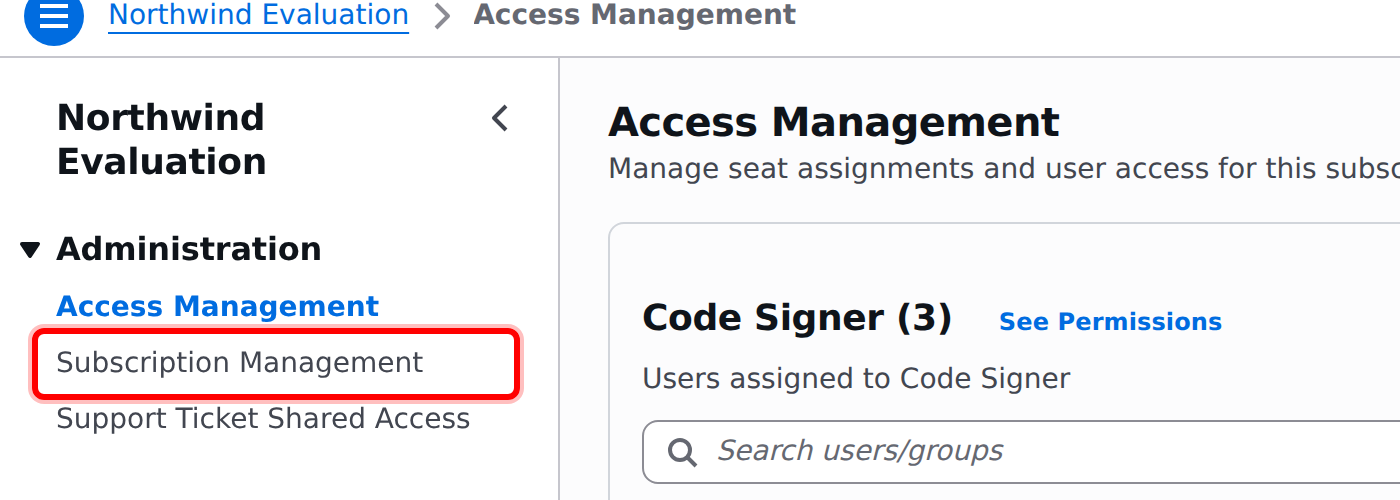 Northwind Evaluation > Access Management
Northwind
Evaluation
Administration
Access Management
Subscription Management
Support Ticket Shared Access
Access Management
Manage seat assignments and user access for this
Code Signer (3) See Permissions
Users assigned to Code Signer
Search users/groups